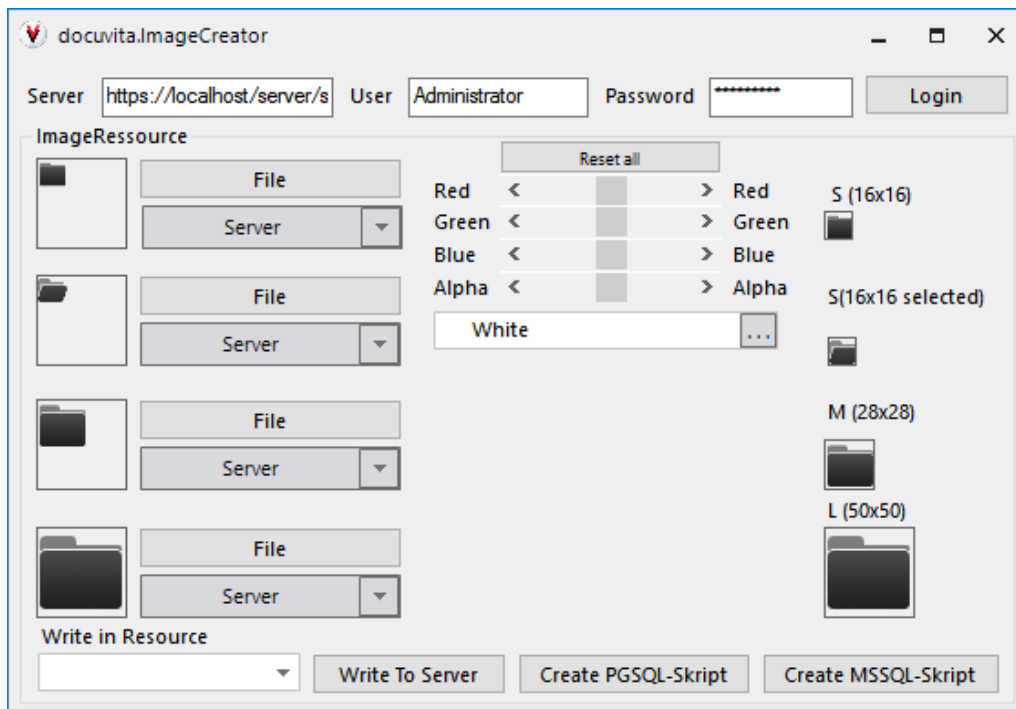 docuvita.ImageCreator
Server https://localhost/server/s User Administrator Password ********* Login
ImageRessource
Reset all
File
Server
Red < > Red
Green < > Green
Blue < > Blue
Alpha < > Alpha
White ...
S (16x16)
File
Server
S(16x16 selected)
File
Server
M (28x28)
File
Server
L (50x50)
Write in Resource
Write To Server Create PGSQL-Skript Create MSSQL-Skript